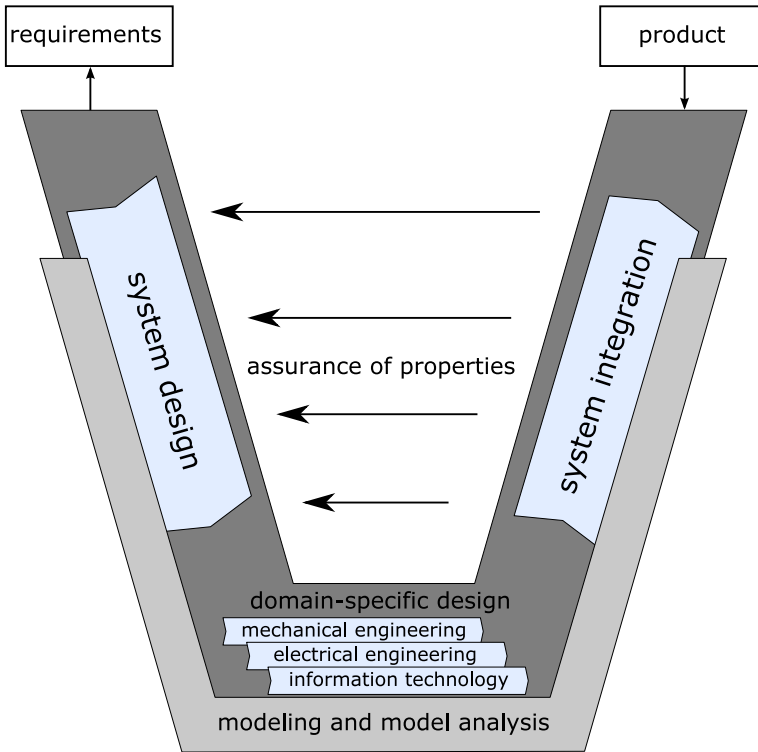 requirements
product
system design
assurance of properties
system integration
domain-specific design
mechanical engineering
electrical engineering
information technology
modeling and model analysis